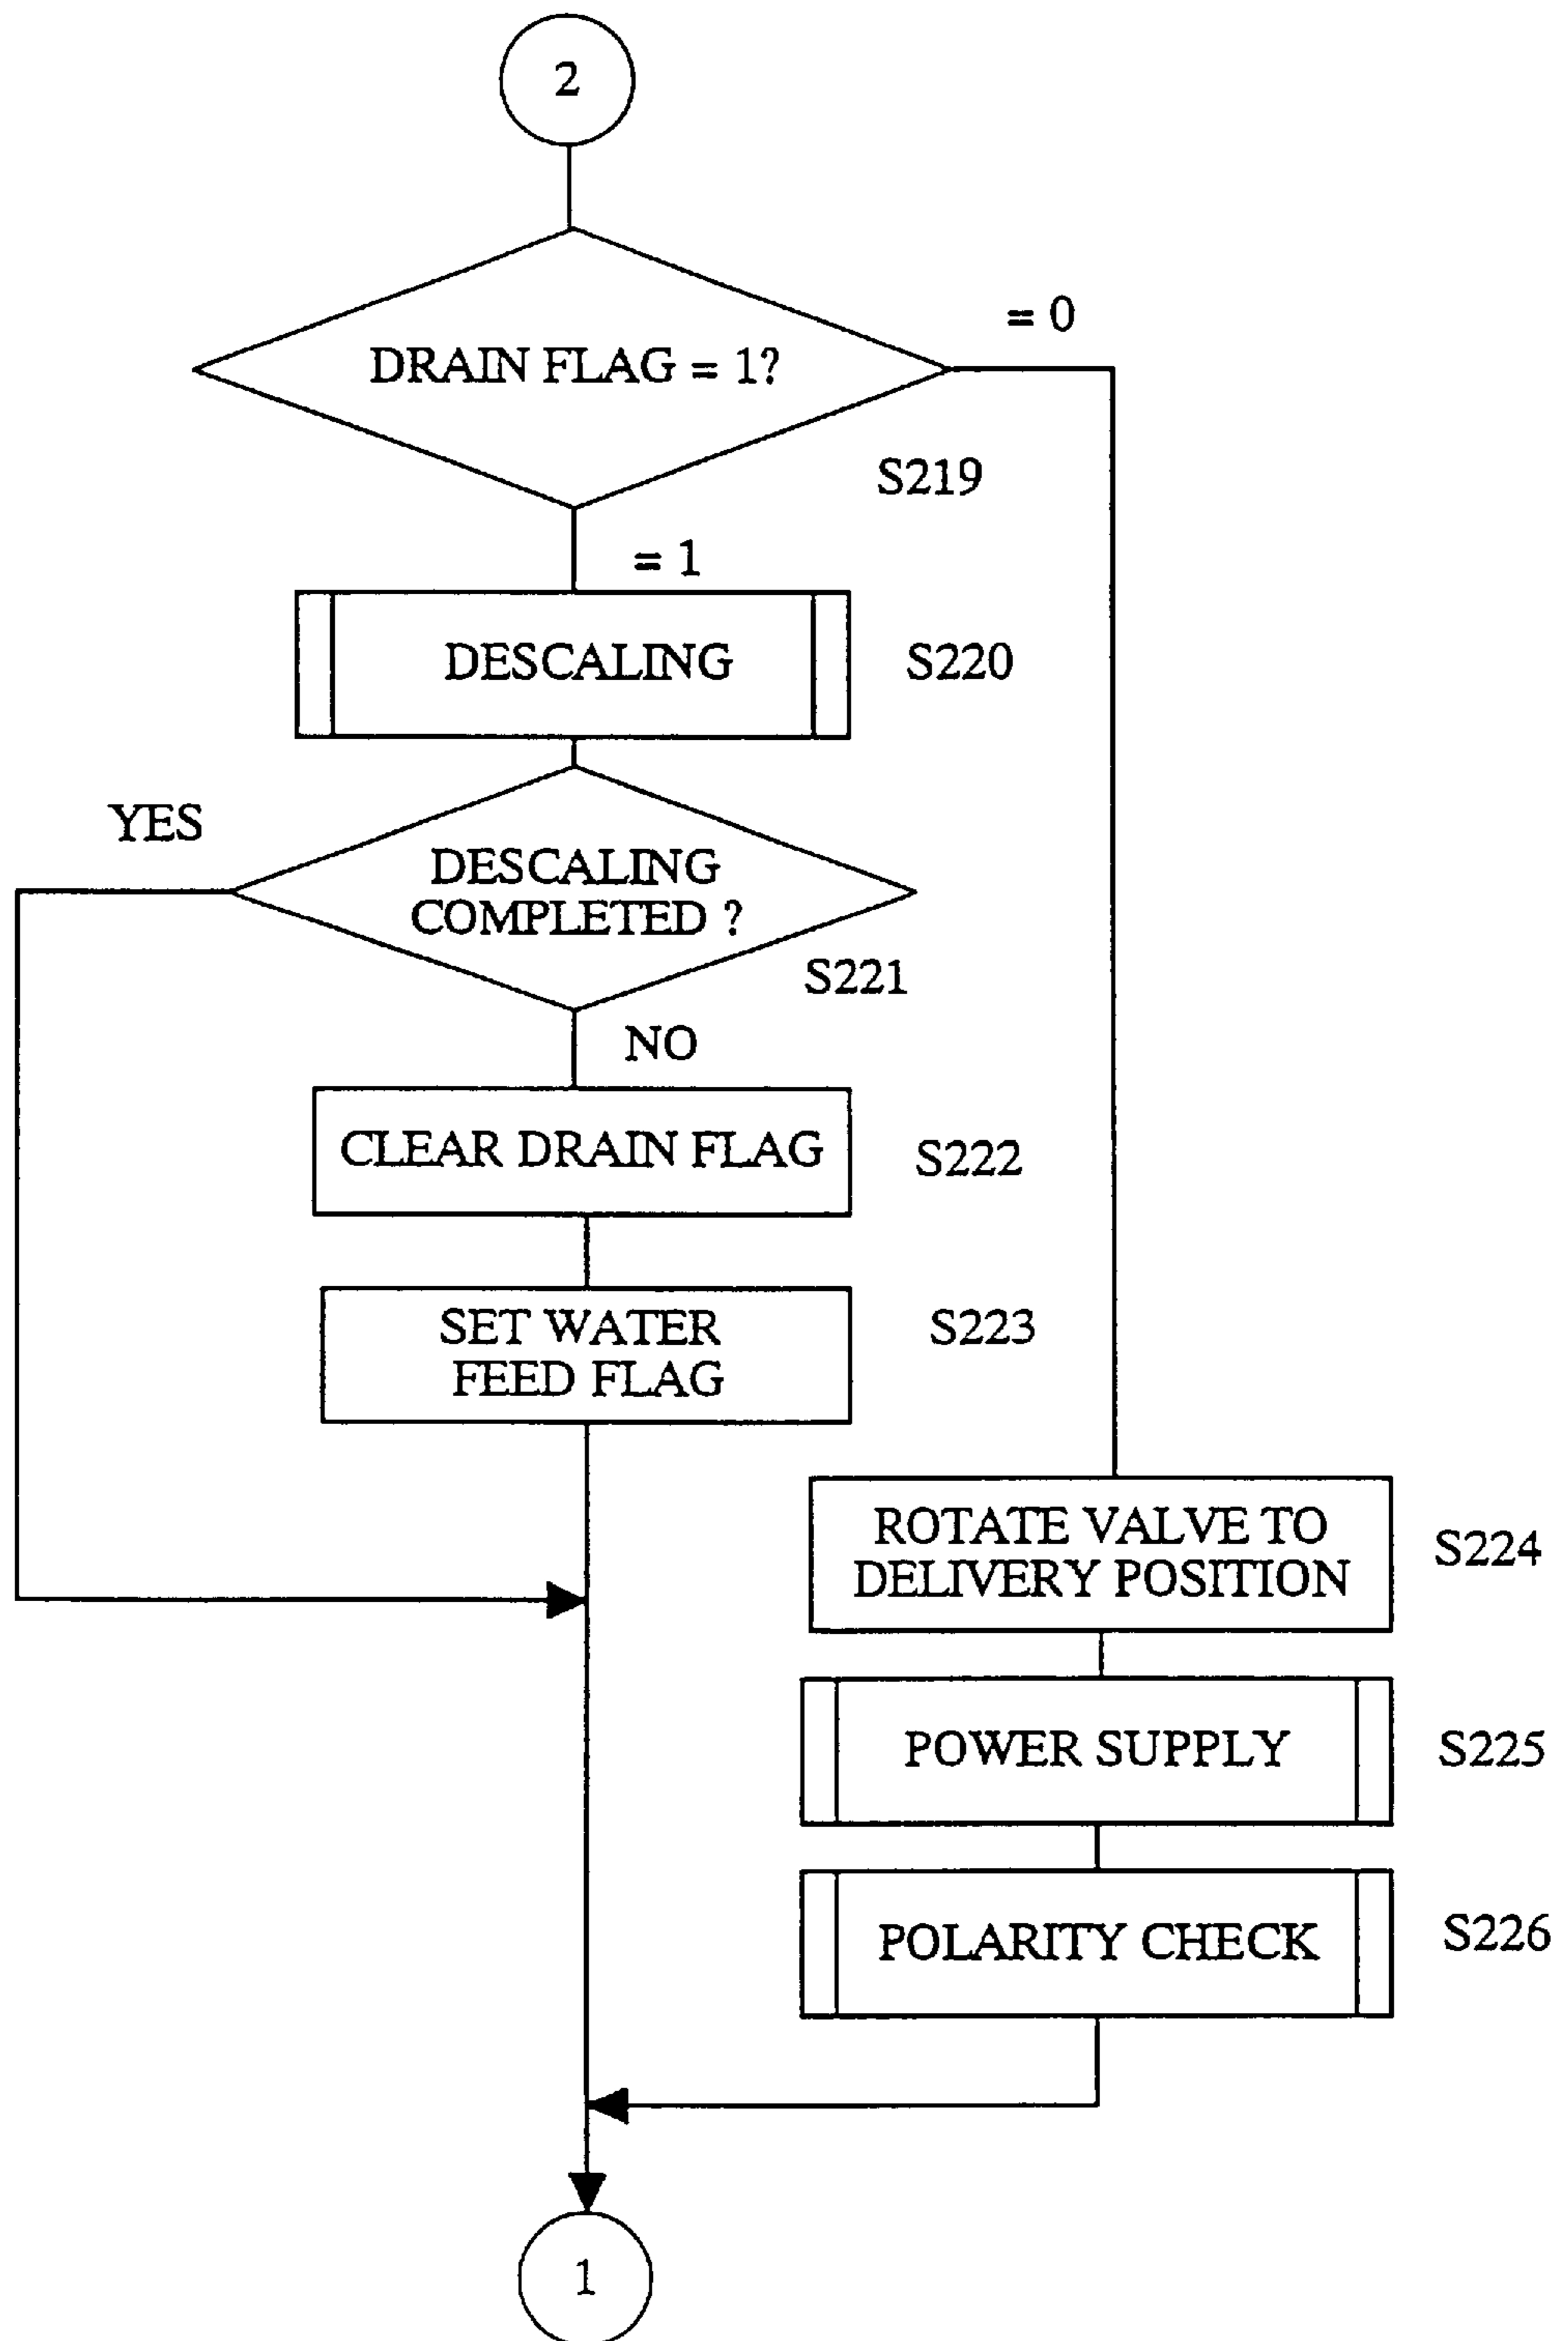 2
= 0
DRAIN FLAG = 1?
S219
= 1
DESCALING
S220
YES
DESCALING
COMPLETED ?
S221
NO
CLEAR DRAIN FLAG
S222
SET WATER
FEED FLAG
S223
ROTATE VALVE TO
DELIVERY POSITION
S224
POWER SUPPLY
S225
POLARITY CHECK
S226
1